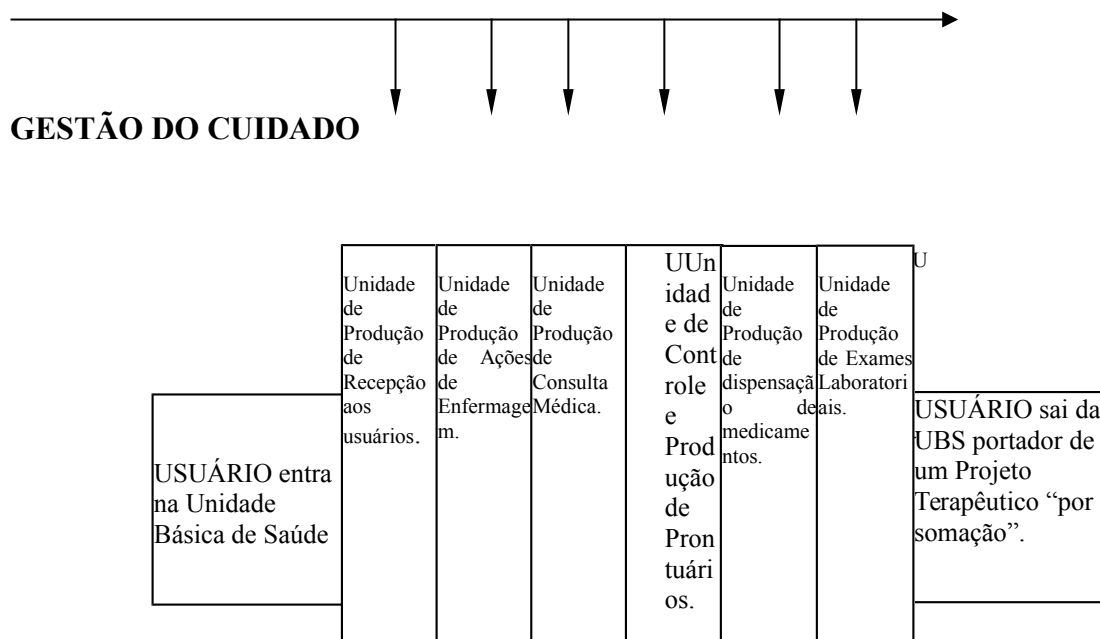 GESTÃO DO CUIDADO
USUÁRIO entra
na Unidade
Básica de Saúde
Unidade
de
Produção
de
Recepção
aos
usuários.
Unidade
de
Produção
de Ações
de
Enfermage
m.
Unidade
de
Produção
de
Consulta
Médica.
UUn
idad
e de
Cont
role
e
Prod
ução
de
Pron
tuári
os.
Unidade
de
Produção
de
dispensaçã
o de
medicame
ntos.
Unidade
de
Produção
de Exames
Laboratori
ais.
U
USUÁRIO sai da
UBS portador de
um Projeto
Terapêutico “por
somação”.